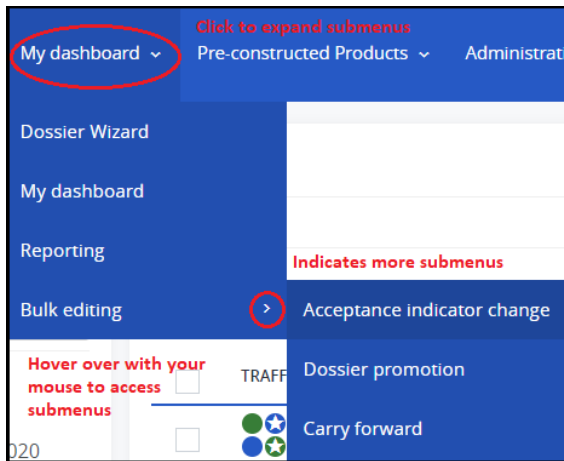 Click to expand submenus
My dashboard Pre-constructed Products Administrati
Dossier Wizard
My dashboard
Reporting
Indicates more submenus
Bulk editing Acceptance indicator change
Hover over with your
mouse to access
submenus
TRAFF
Dossier promotion
Carry forward
020